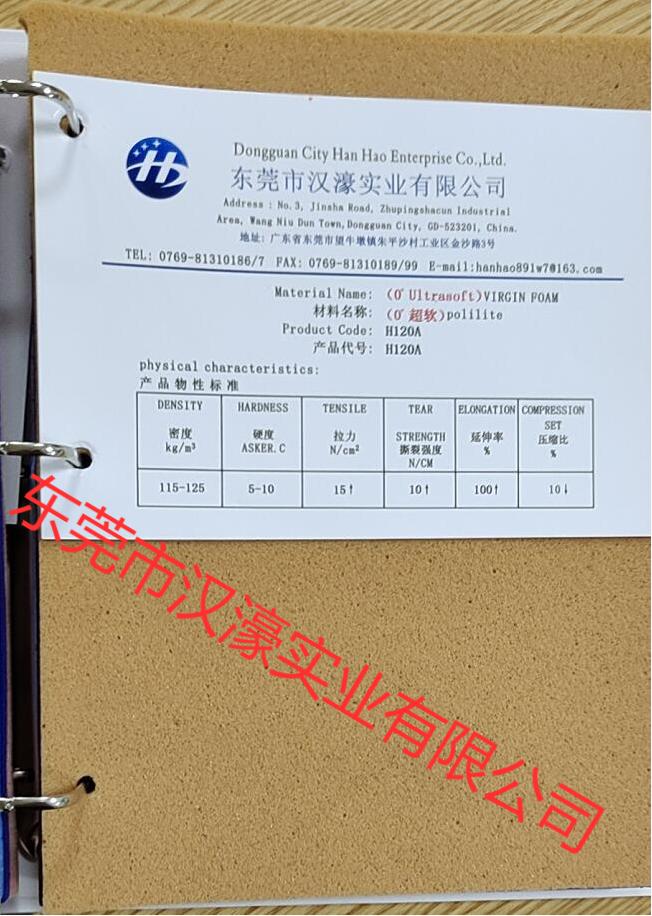 H
Dongguan City Han Hao Enterprise Co.,Ltd.
东莞市汉濠实业有限公司
Address : No.3, Jinsha Road, Zhupingshacun Industrial
Area, Wang Niu Dun Town,Dongguan City, GD-523201, China.
地址: 广东省东莞市望牛墩镇朱平沙村工业区金沙路3号
TEL: 0769-81310186/7 FAX: 0769-81310189/99 E-mail:hanhao891w7@163.com
Material Name: (0° Ultrasoft)VIRGIN FOAM
材料名称: (0°超软)polilite
Product Code: H120A
产品代号: H120A
physical characteristics:
产品物性标准
DENSITY 密度 kg/m³
HARDNESS 硬度 ASKER.C
TENSILE 拉力 N/cm²
TEAR STRENGTH 撕裂强度 N/CM
ELONGATION 延伸率 %
COMPRESSION SET 压缩比 %
115-125 5-10 15↑ 10↑ 100↑ 10↓
东莞市汉濠实业有限公司